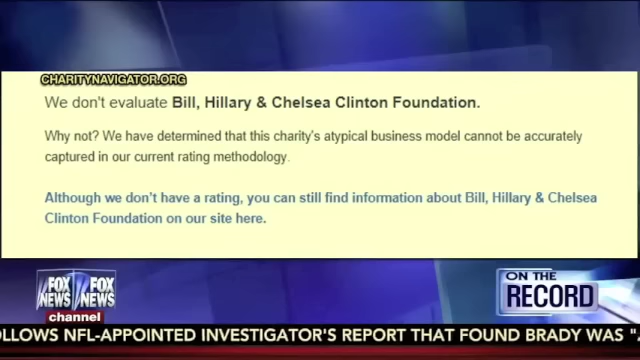 CHARITYNAVIGATOR.ORG
We don't evaluate Bill, Hillary & Chelsea Clinton Foundation.
Why not? We have determined that this charity's atypical business model cannot be accurately
captured in our current rating methodology.
Although we don't have a rating, you can still find information about Bill, Hillary & Chelsea
Clinton Foundation on our site here.
FOX NEWS FOX NEWS
channel
ON THE
RECORD
OLLOWS NFL-APPOINTED INVESTIGATOR'S REPORT THAT FOUND BRADY WAS "